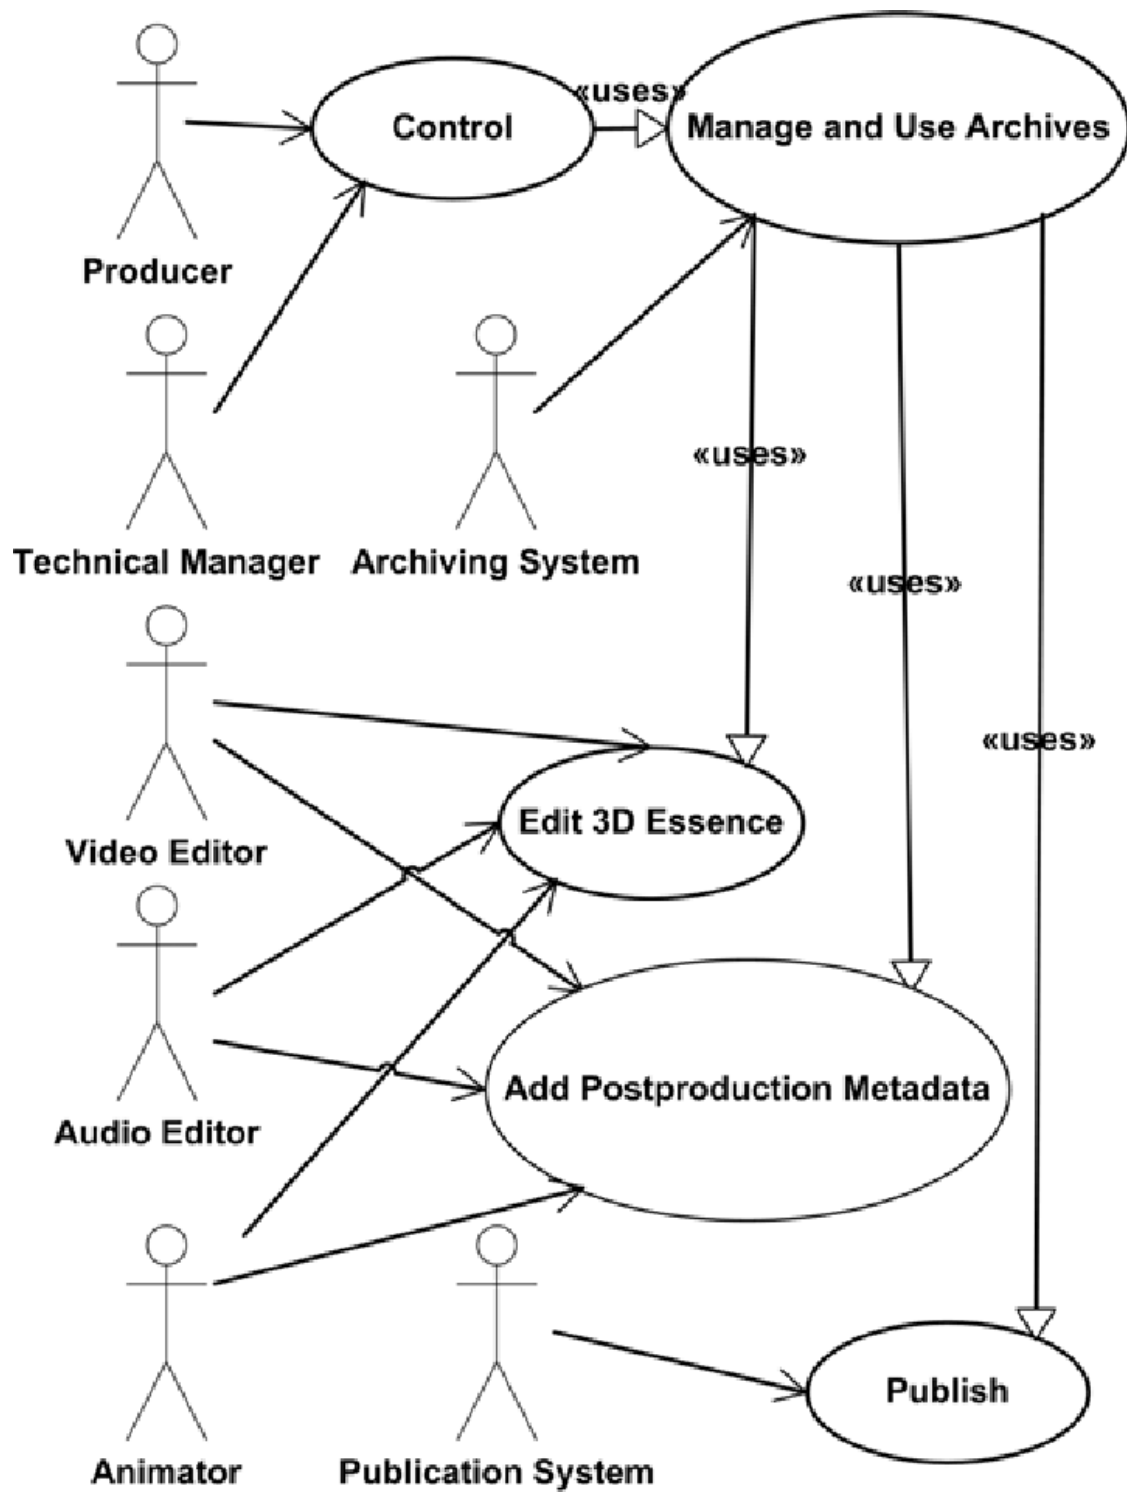 «uses»
Control
Manage and Use Archives
Producer
«uses»
Technical Manager
Archiving System
«uses»
«uses»
Edit 3D Essence
Video Editor
Add Postproduction Metadata
Audio Editor
Publish
Animator
Publication System